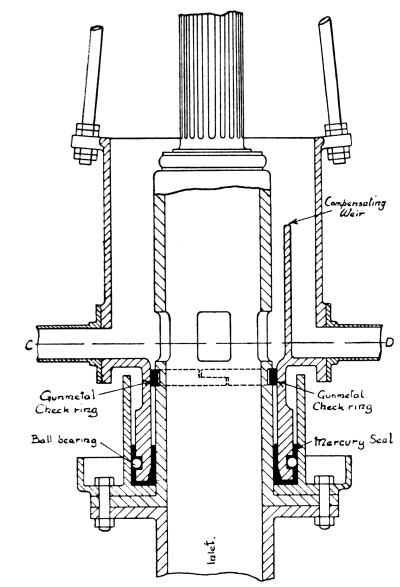 Compensating
Weir
C
D
Gunmetal
Check ring
Gunmetal
Check ring
Ball bearing
Mercury Seal
Inlet.